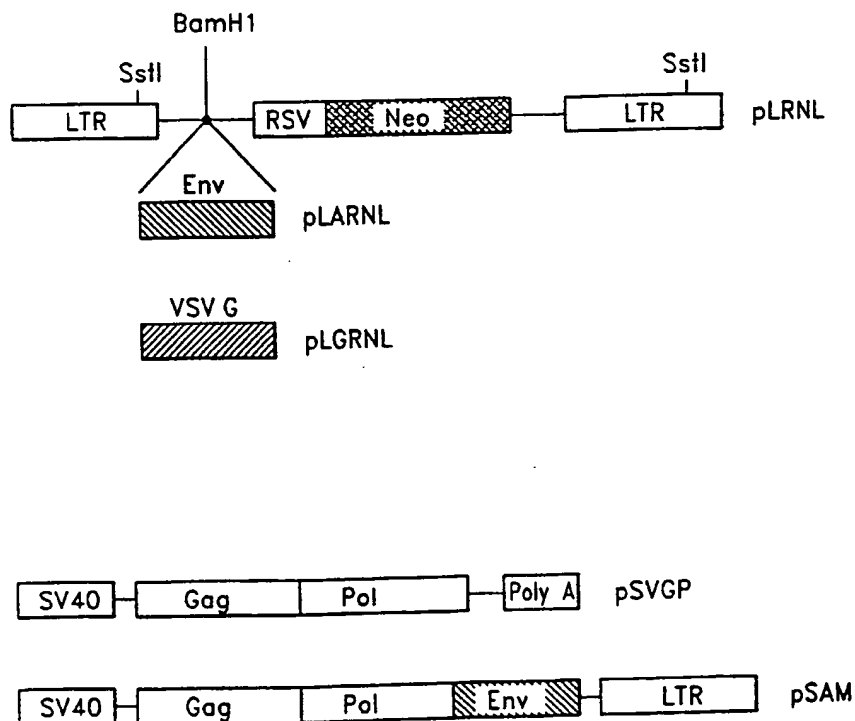 BamH1
SstI SstI
LTR RSV Neo LTR pLRNL
Env
pLARNL
VSV G
pLGRNL
SV40 Gag Pol Poly A pSVGP
SV40 Gag Pol Env LTR pSAM